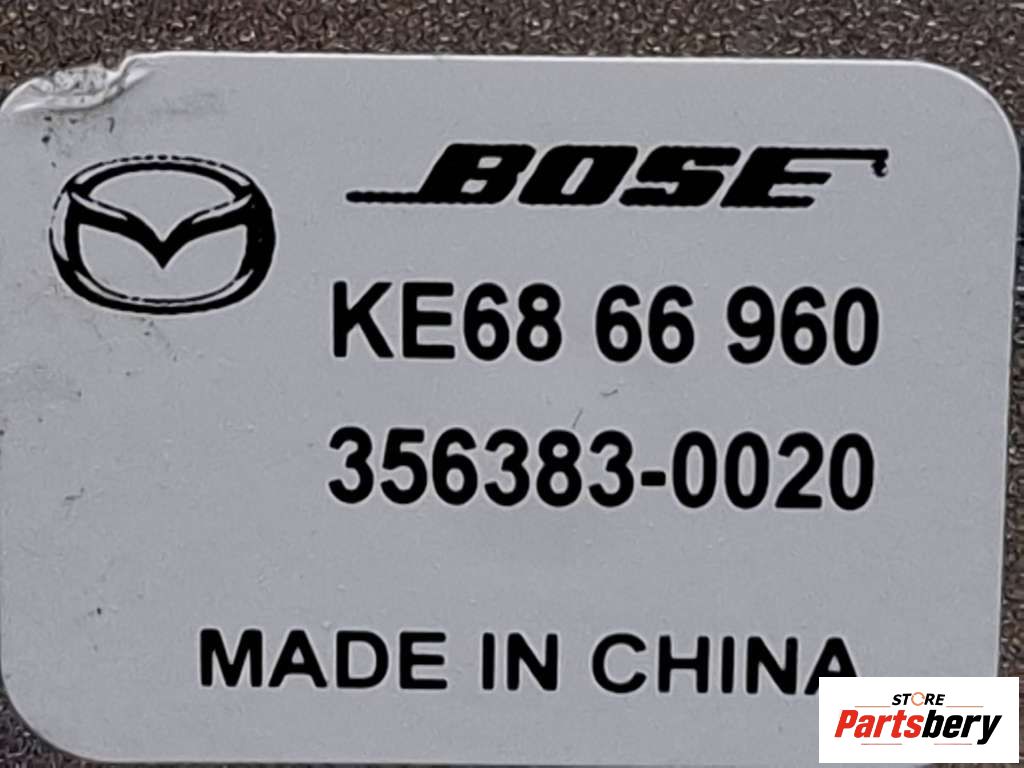 BOSE
KE68 66 960
356383-0020
MADE IN CHINA
STORE
Partsbery